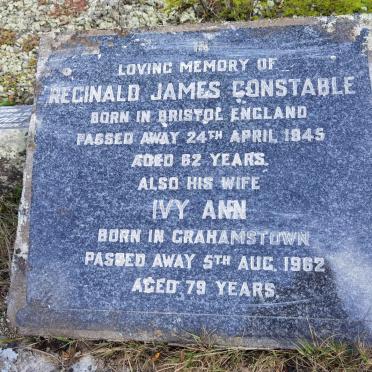 IN
LOVING MEMORY OF
REGINALD JAMES CONSTABLE
BORN IN BRISTOL ENGLAND
PASSED AWAY 24TH APRIL 1945
AGED 62 YEARS.
ALSO HIS WIFE
IVY ANN
BORN IN GRAHAMSTOWN
PASSED AWAY 5TH AUG. 1962
AGED 79 YEARS.